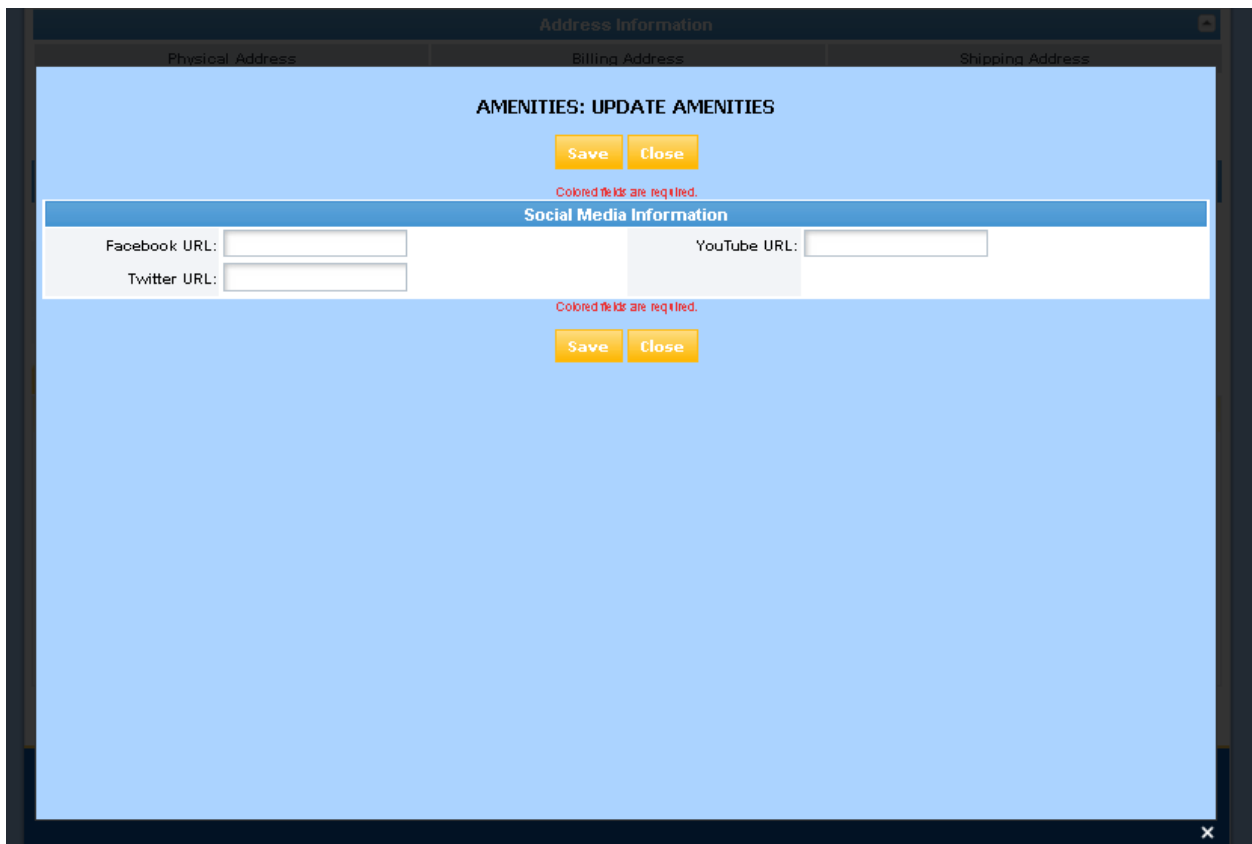 Address Information
Physical Address Billing Address Shipping Address
AMENITIES: UPDATE AMENITIES
Save Close
Colored fields are required.
Social Media Information
Facebook URL: YouTube URL:
Twitter URL:
Colored fields are required.
Save Close